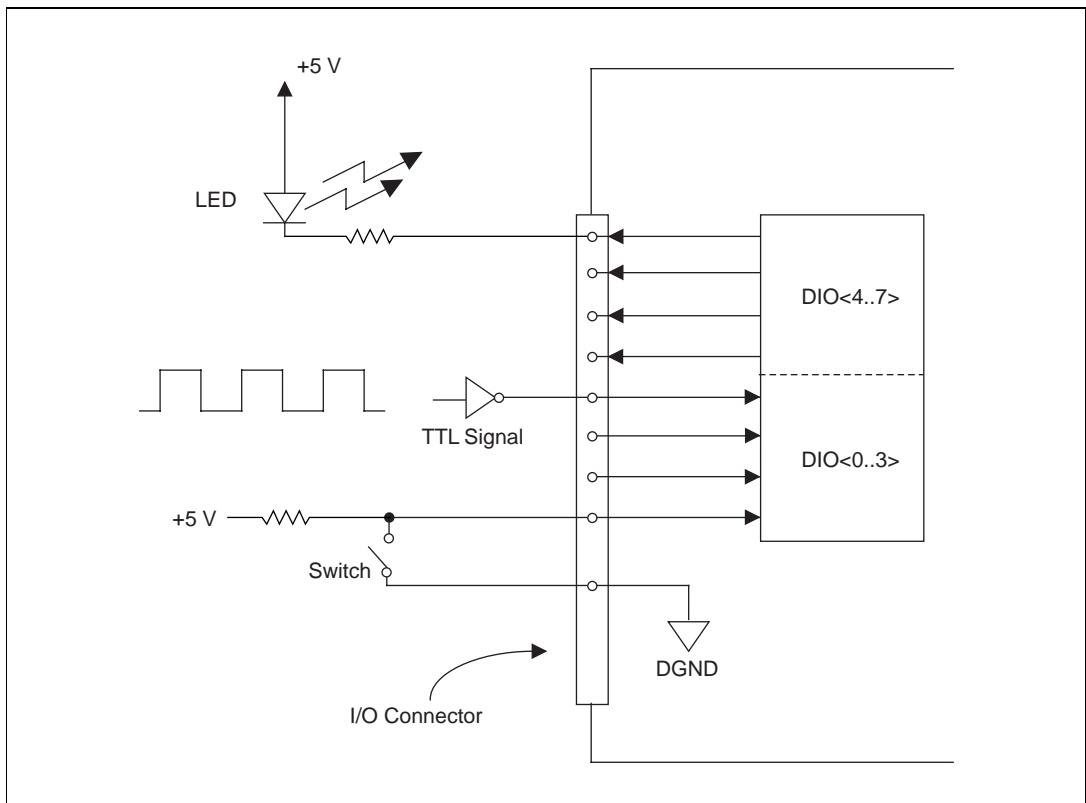 +5 V
LED
DIO<4..7>
TTL Signal
DIO<0..3>
+5 V
Switch
DGND
I/O Connector